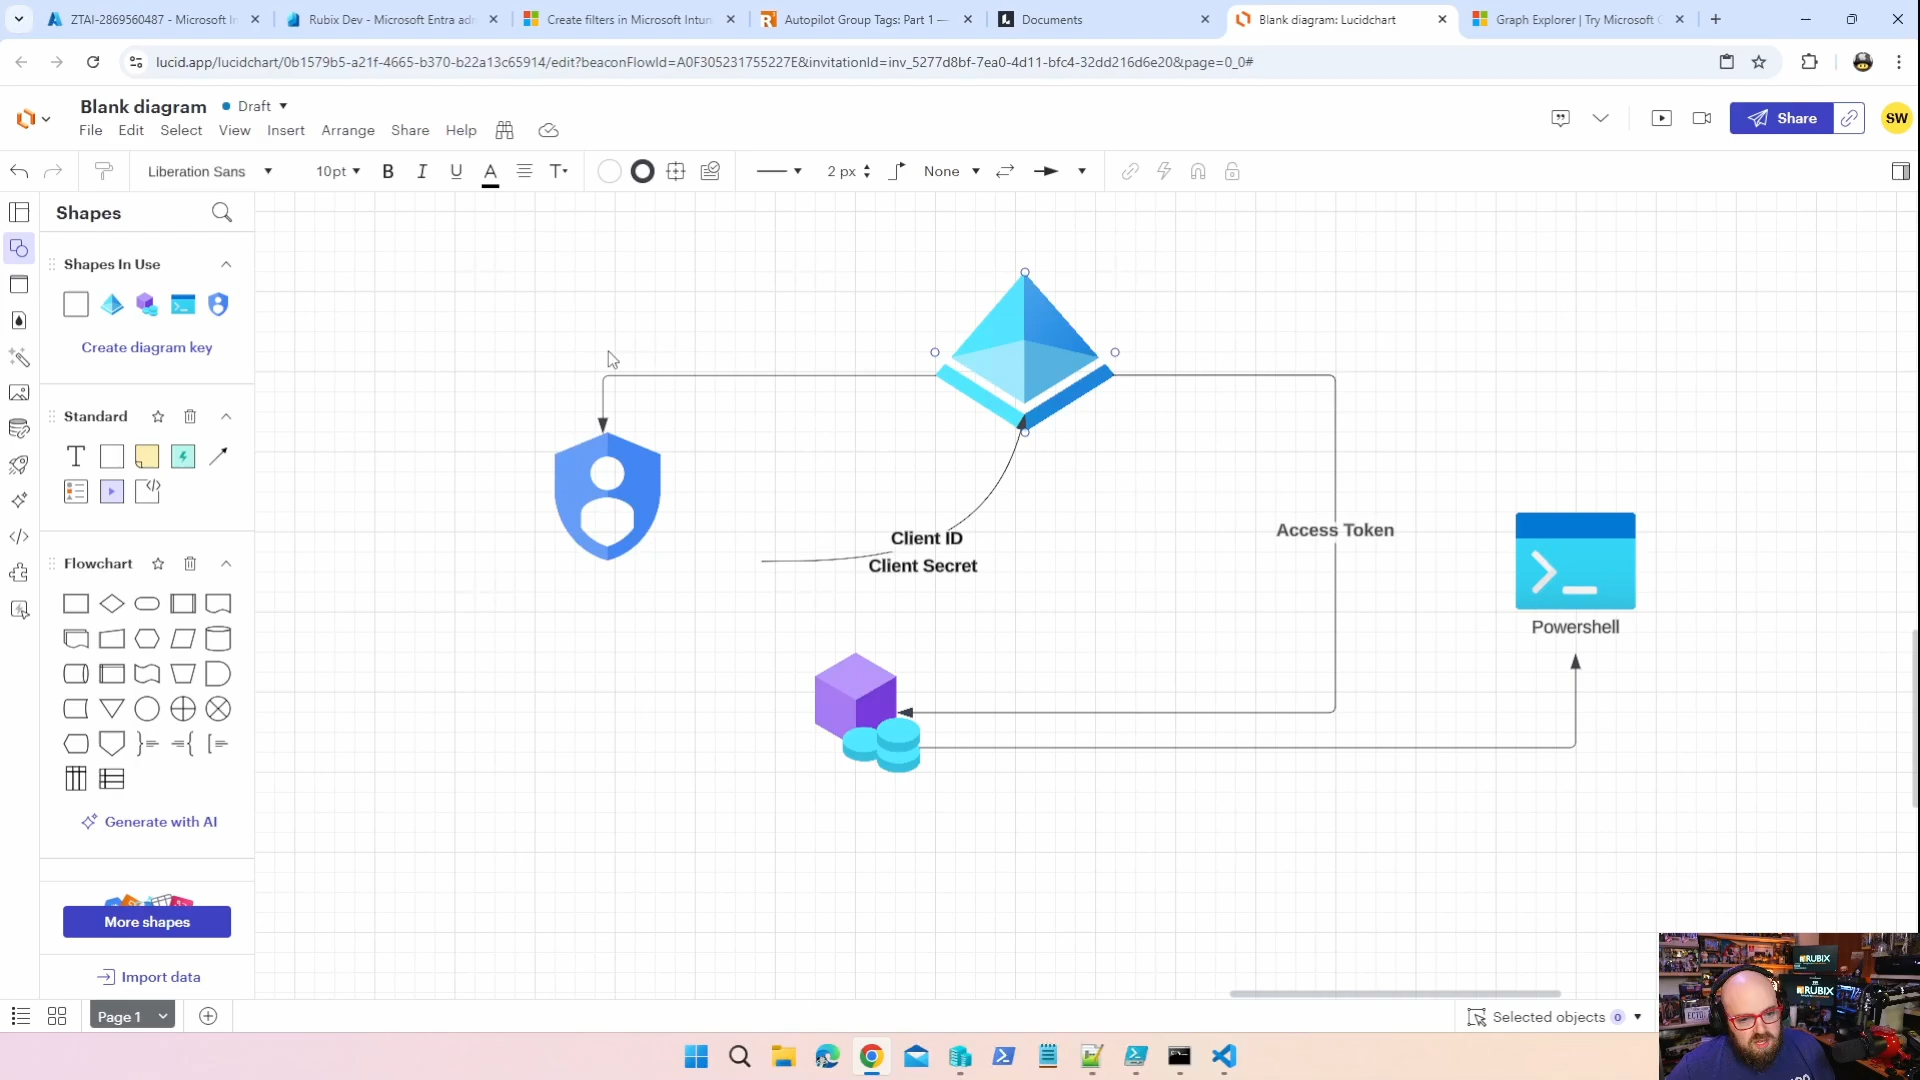 ZTAI-2869560487 - Microsoft In
Rubix Dev - Microsoft Entra adm
Create filters in Microsoft Intun
Autopilot Group Tags: Part 1 —
Documents
Blank diagram: Lucidchart
Graph Explorer | Try Microsoft G
lucid.app/lucidchart/0b1579b5-a21f-4665-b370-b22a13c65914/edit?beaconFlowId=A0F305231755227E&invitationId=inv_5277d8bf-7ea0-4d11-bfc4-32dd216d6e20&page=0_0#
Blank diagram
Draft
File Edit Select View Insert Arrange Share Help
Share
SW
Liberation Sans
10pt
B I U A T
2 px
None
Shapes
Shapes In Use
Create diagram key
Standard
T
Flowchart
Generate with AI
More shapes
Import data
Client ID
Client Secret
Access Token
Powershell
Page 1
Selected objects 0
RUBIX
RUBIX